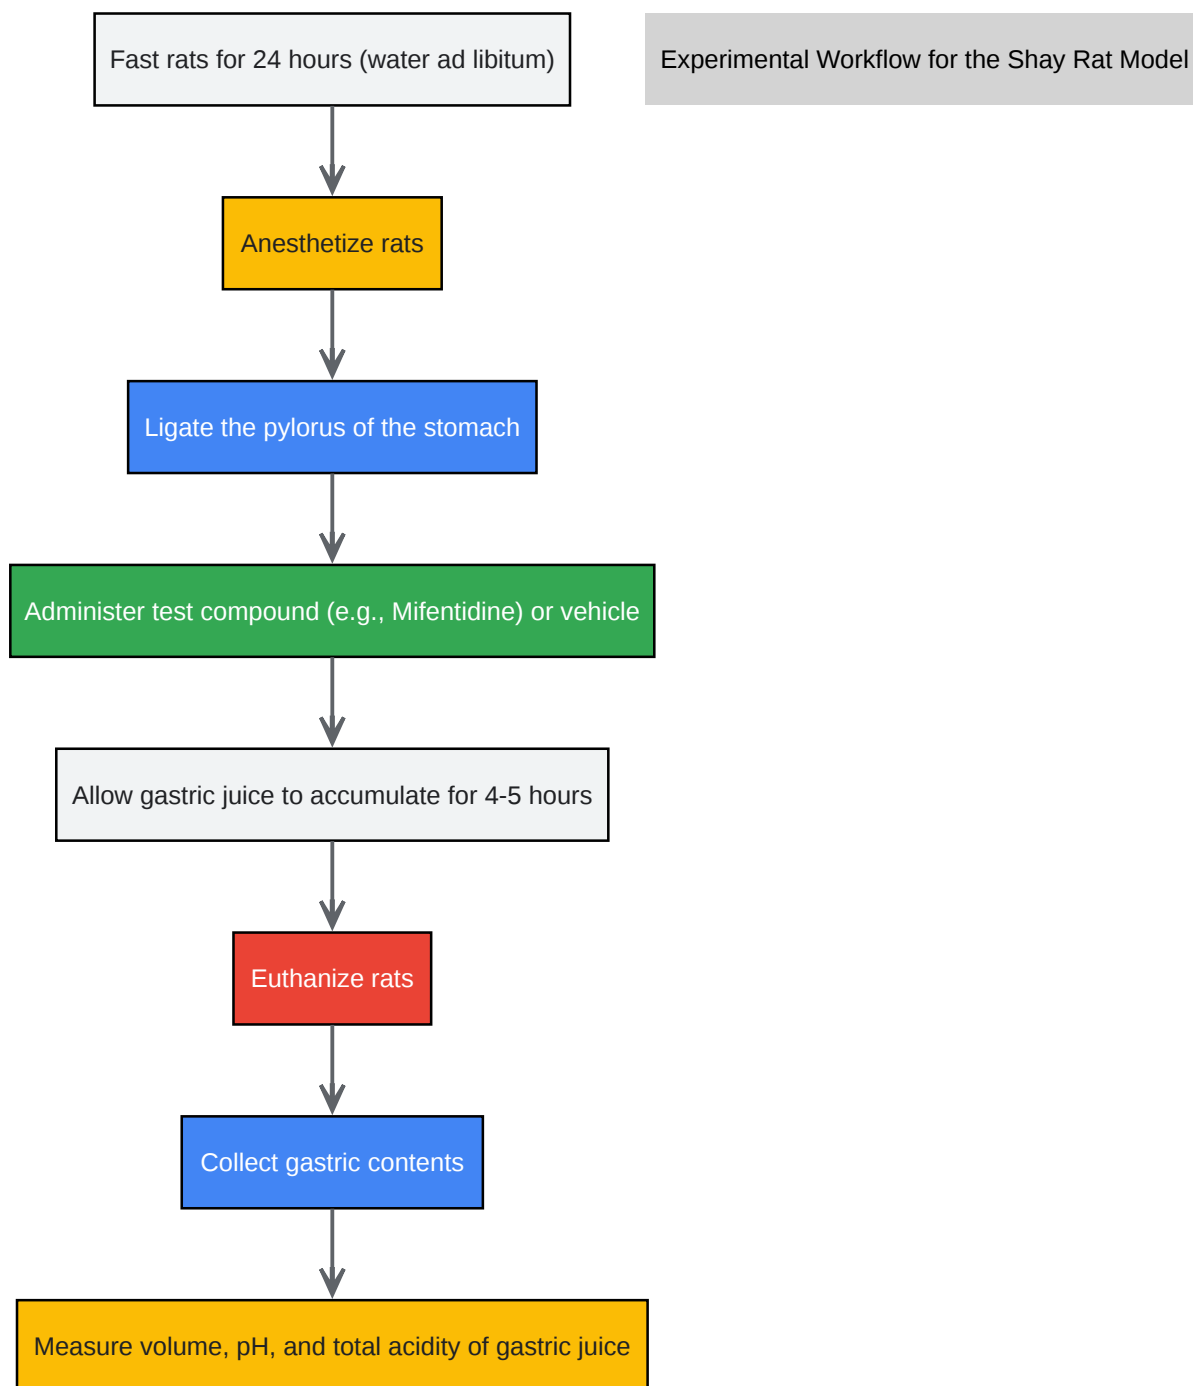 Fast rats for 24 hours (water ad libitum)
Experimental Workflow for the Shay Rat Model
Anesthetize rats
Ligate the pylorus of the stomach
Administer test compound (e.g., Mifentidine) or vehicle
Allow gastric juice to accumulate for 4-5 hours
Euthanize rats
Collect gastric contents
Measure volume, pH, and total acidity of gastric juice